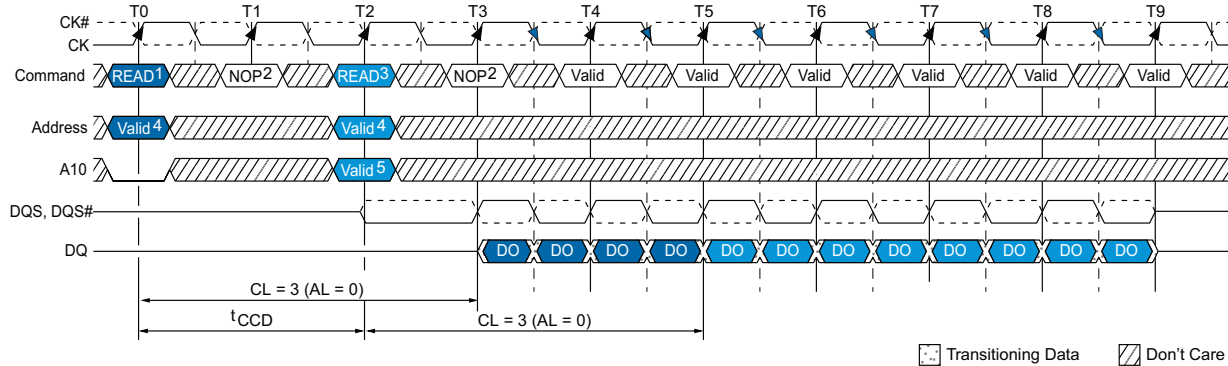 T0 T1 T2 T3 T4 T5 T6 T7 T8 T9
CK#
CK
Command READ1 NOP2 READ3 NOP2 Valid Valid Valid Valid Valid Valid
Address Valid4 Valid4
A10 Valid5
DQS, DQS#
DQ DO DO DO DO DO DO DO DO DO DO DO DO
CL = 3 (AL = 0)
tCCD CL = 3 (AL = 0)
Transitioning Data Don't Care